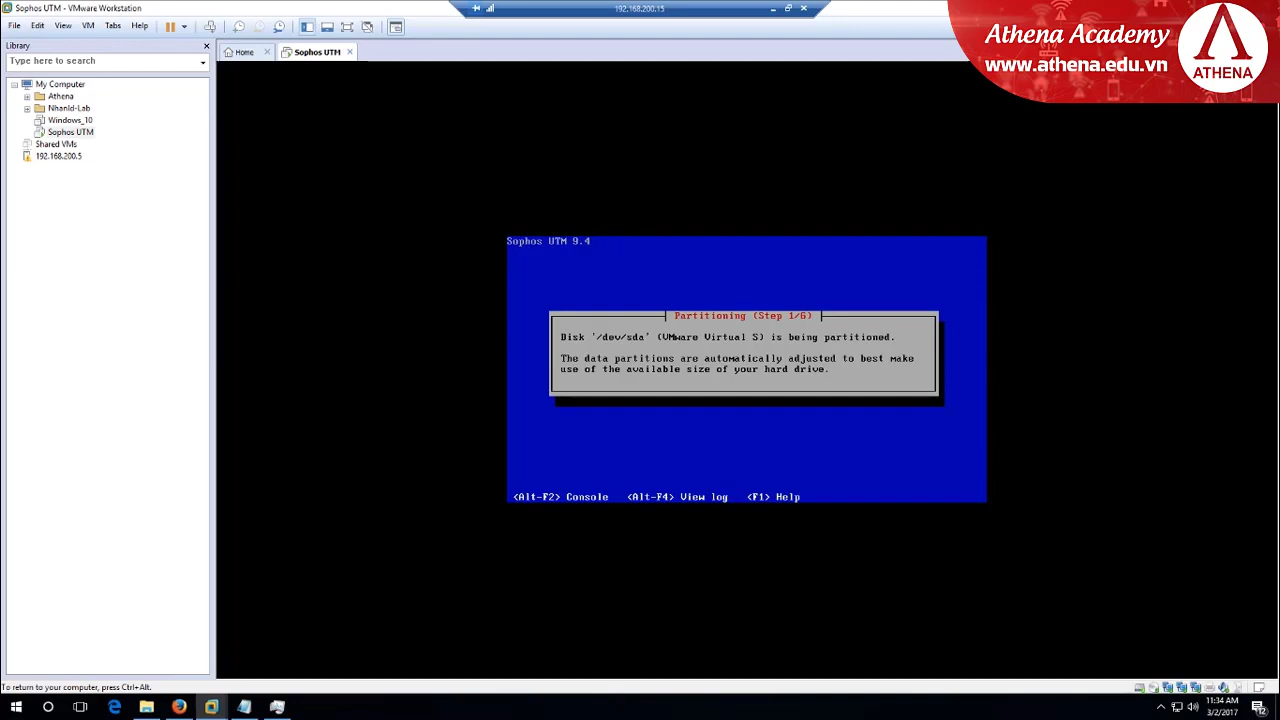 Sophos UTM - VMware Workstation
192.168.200.15
File Edit View VM Tabs Help
Athena Academy
www.athena.edu.vn
ATHENA
Library
Home
Sophos UTM
Type here to search
My Computer
Athena
Nhanld-Lab
Windows_10
Sophos UTM
Shared VMs
192.168.200.5
Sophos UTM 9.4
Partitioning (Step 1/6)
Disk '/dev/sda' (VMware Virtual S) is being partitioned.
The data partitions are automatically adjusted to best make
use of the available size of your hard drive.
<Alt-F2> Console <Alt-F4> View log <F1> Help
To return to your computer, press Ctrl+Alt.
11:34 AM
3/2/2017
12